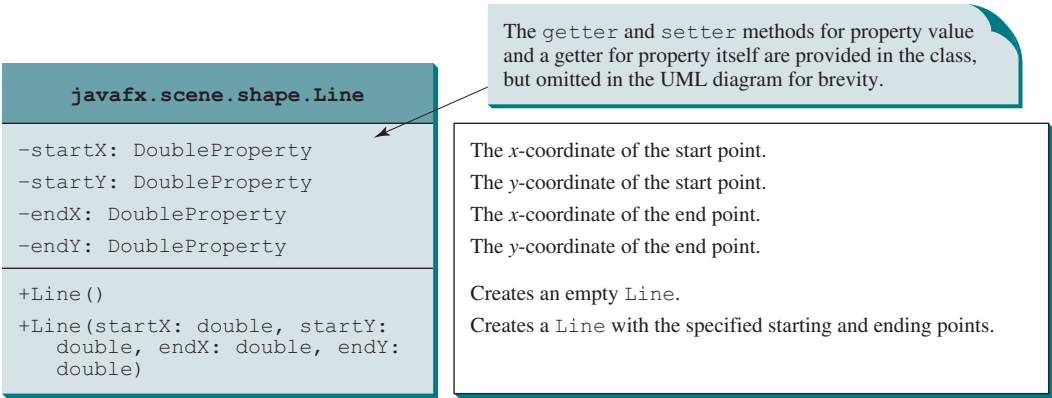 The getter and setter methods for property value
and a getter for property itself are provided in the class,
but omitted in the UML diagram for brevity.
javafx.scene.shape.Line
-startX: DoubleProperty
-startY: DoubleProperty
-endX: DoubleProperty
-endY: DoubleProperty
The x-coordinate of the start point.
The y-coordinate of the start point.
The x-coordinate of the end point.
The y-coordinate of the end point.
+Line()
+Line(startX: double, startY:
double, endX: double, endY:
double)
Creates an empty Line.
Creates a Line with the specified starting and ending points.